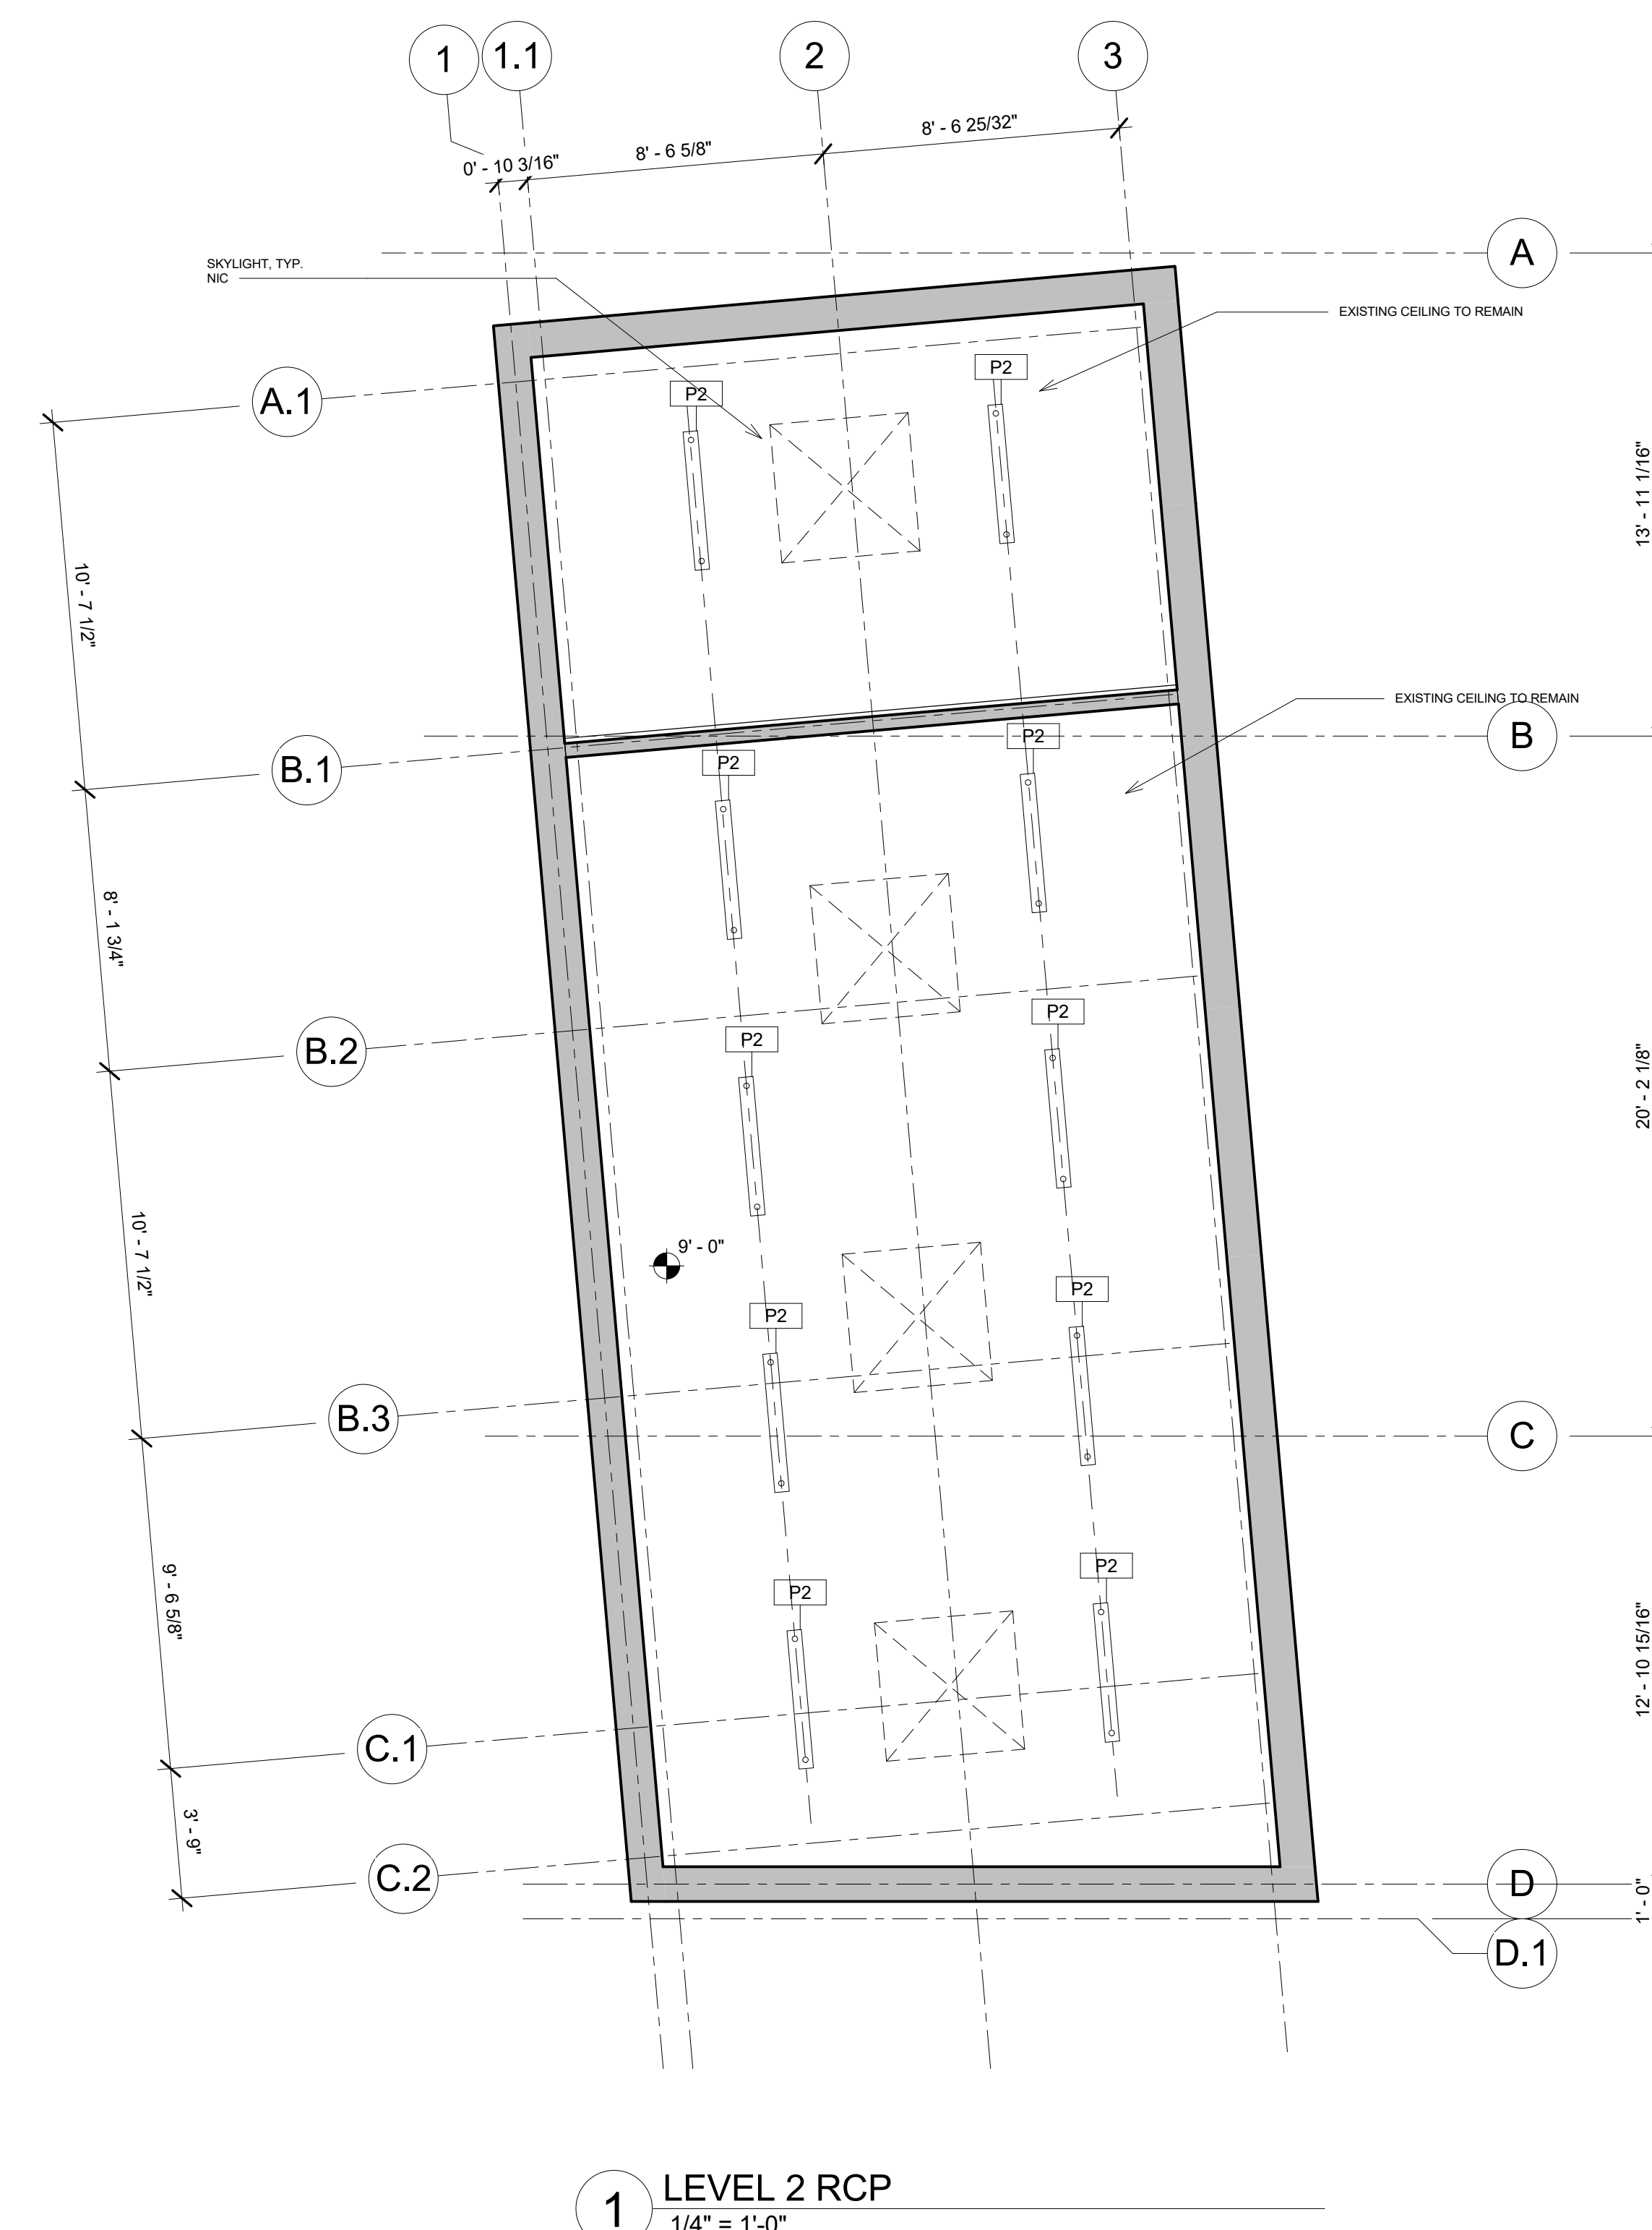 1
1.1
2
3
8' - 6 25/32"
8' - 6 5/8"
0' - 10 3/16"
A
SKYLIGHT, TYP.
NIC
EXISTING CEILING TO REMAIN
P2
P2
A.1
13' - 11 1/16"
10' - 7 1/2"
EXISTING CEILING TO REMAIN
B
P2
P2
B.1
8' - 1 3/4"
P2
P2
B.2
20' - 2 1/8"
10' - 7 1/2"
9' - 0"
P2
P2
B.3
C
9' - 6 5/8"
P2
P2
12' - 10 15/16"
C.1
3' - 9"
C.2
D
1' - 0"
D.1
1
LEVEL 2 RCP
1/4" = 1'-0"